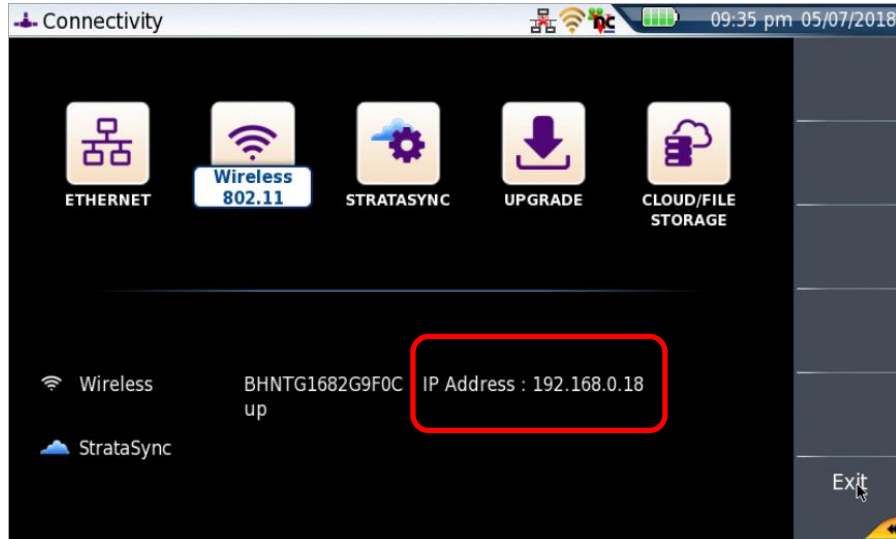 Connectivity
09:35 pm 05/07/2018
ETHERNET
Wireless
802.11
STRATASYNC
UPGRADE
CLOUD/FILE
STORAGE
Wireless
BHNTG1682G9F0C
up
IP Address : 192.168.0.18
StrataSync
Exit